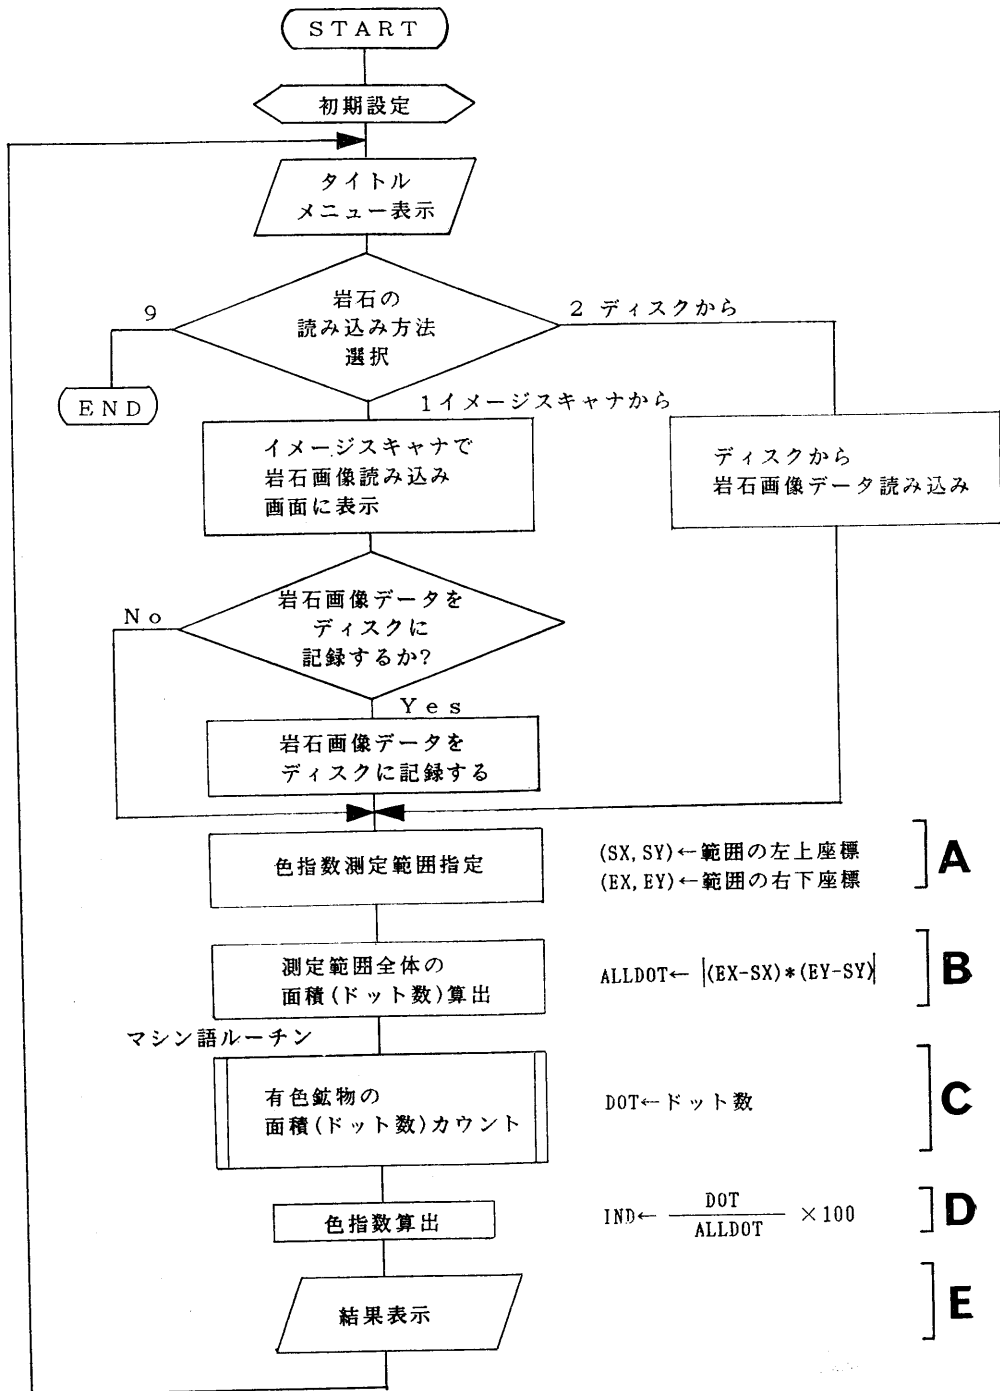 START
初期設定
タイトル
メニュー表示
岩石の
読み込み方法
選択
9
2 ディスクから
END
1イメージスキャナから
イメージスキャナで
岩石画像読み込み
画面に表示
ディスクから
岩石画像データ読み込み
岩石画像データを
ディスクに
記録するか?
No
Yes
岩石画像データを
ディスクに記録する
色指数測定範囲指定
(SX,SY)←範囲の左上座標
(EX,EY)←範囲の右下座標
A
測定範囲全体の
面積(ドット数)算出
ALLDOT← |(EX-SX)*(EY-SY)|
B
マシン語ルーチン
有色鉱物の
面積(ドット数)カウント
DOT←ドット数
C
色指数算出
IND← DOT
ALLDOT
×100
D
結果表示
E